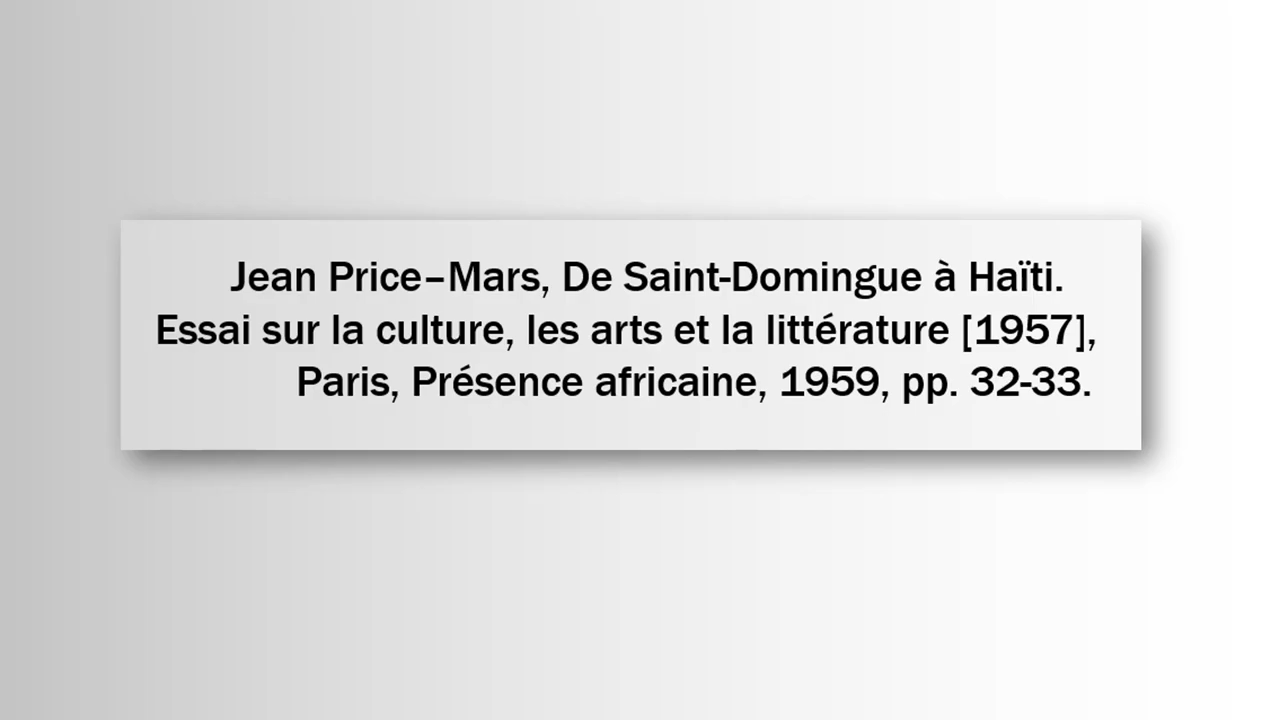 Jean Price–Mars, De Saint-Domingue à Haïti.
Essai sur la culture, les arts et la littérature [1957],
Paris, Présence africaine, 1959, pp. 32-33.